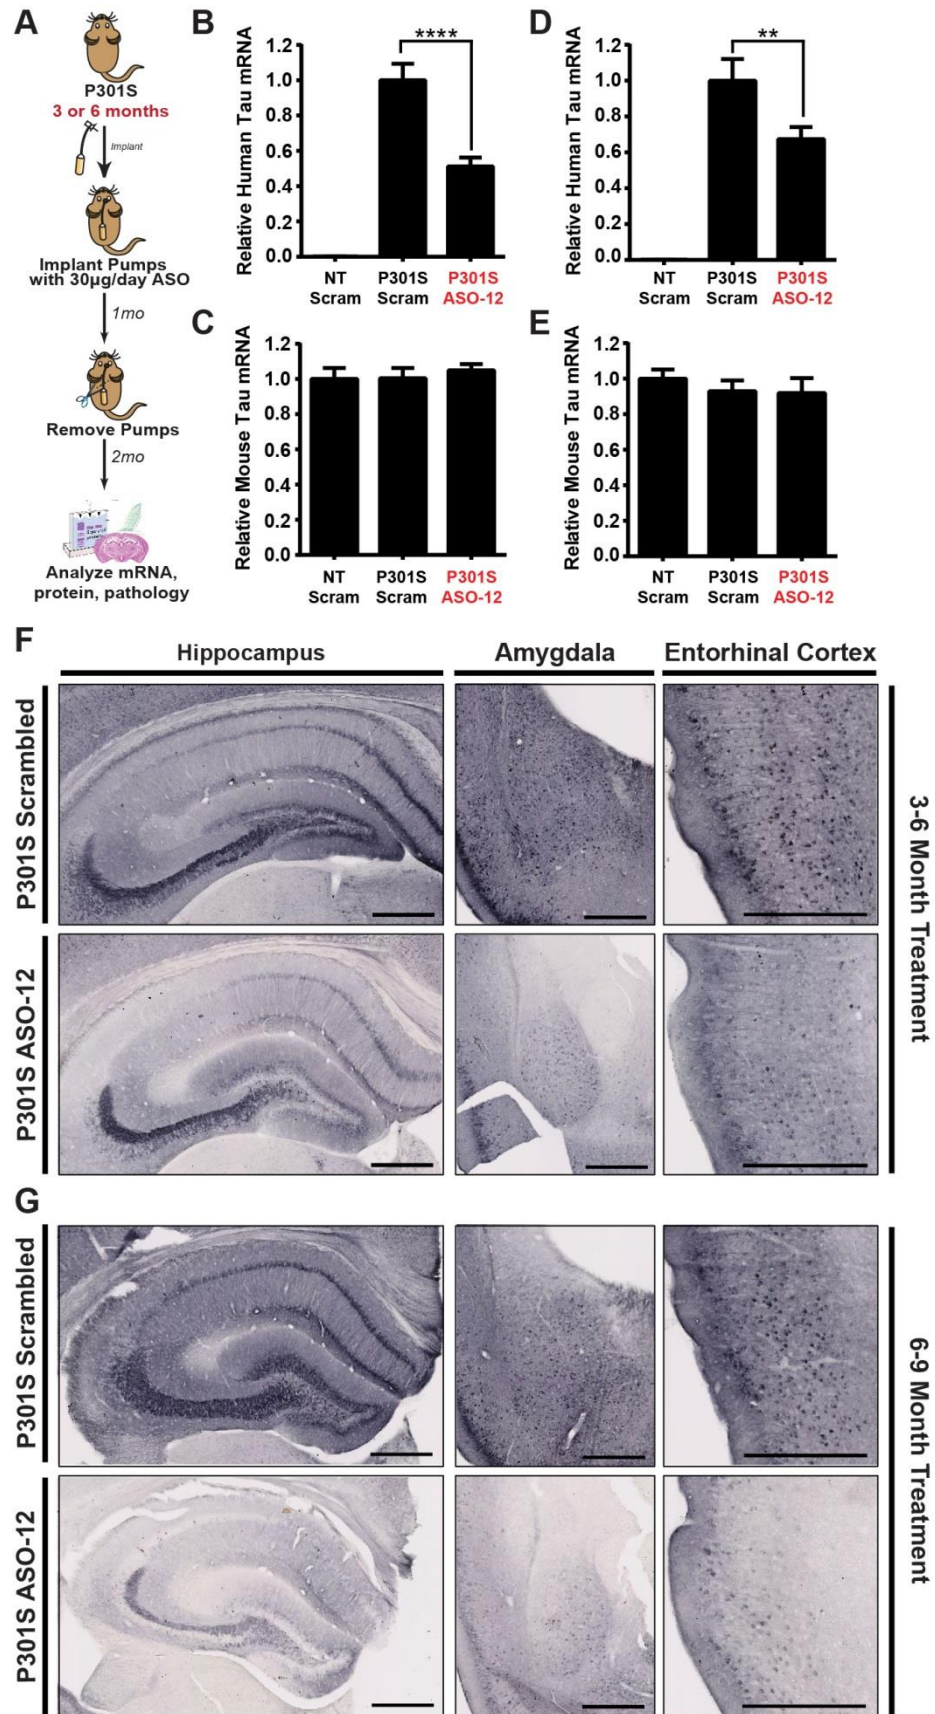 A
P301S
3 or 6 months
Implant
Implant Pumps
with 30µg/day ASO
1mo
Remove Pumps
2mo
Analyze mRNA,
protein, pathology
B
Relative Human Tau mRNA
1.2
1.0
0.8
0.6
0.4
0.2
0.0
****
NT
Scram
P301S
Scram
P301S
ASO-12
D
Relative Human Tau mRNA
1.2
1.0
0.8
0.6
0.4
0.2
0.0
**
NT
Scram
P301S
Scram
P301S
ASO-12
C
Relative Mouse Tau mRNA
1.2
1.0
0.8
0.6
0.4
0.2
0.0
NT
Scram
P301S
Scram
P301S
ASO-12
E
Relative Mouse Tau mRNA
1.2
1.0
0.8
0.6
0.4
0.2
0.0
NT
Scram
P301S
Scram
P301S
ASO-12
F
Hippocampus
Amygdala
Entorhinal Cortex
P301S Scrambled
P301S ASO-12
3-6 Month Treatment
G
P301S Scrambled
P301S ASO-12
6-9 Month Treatment